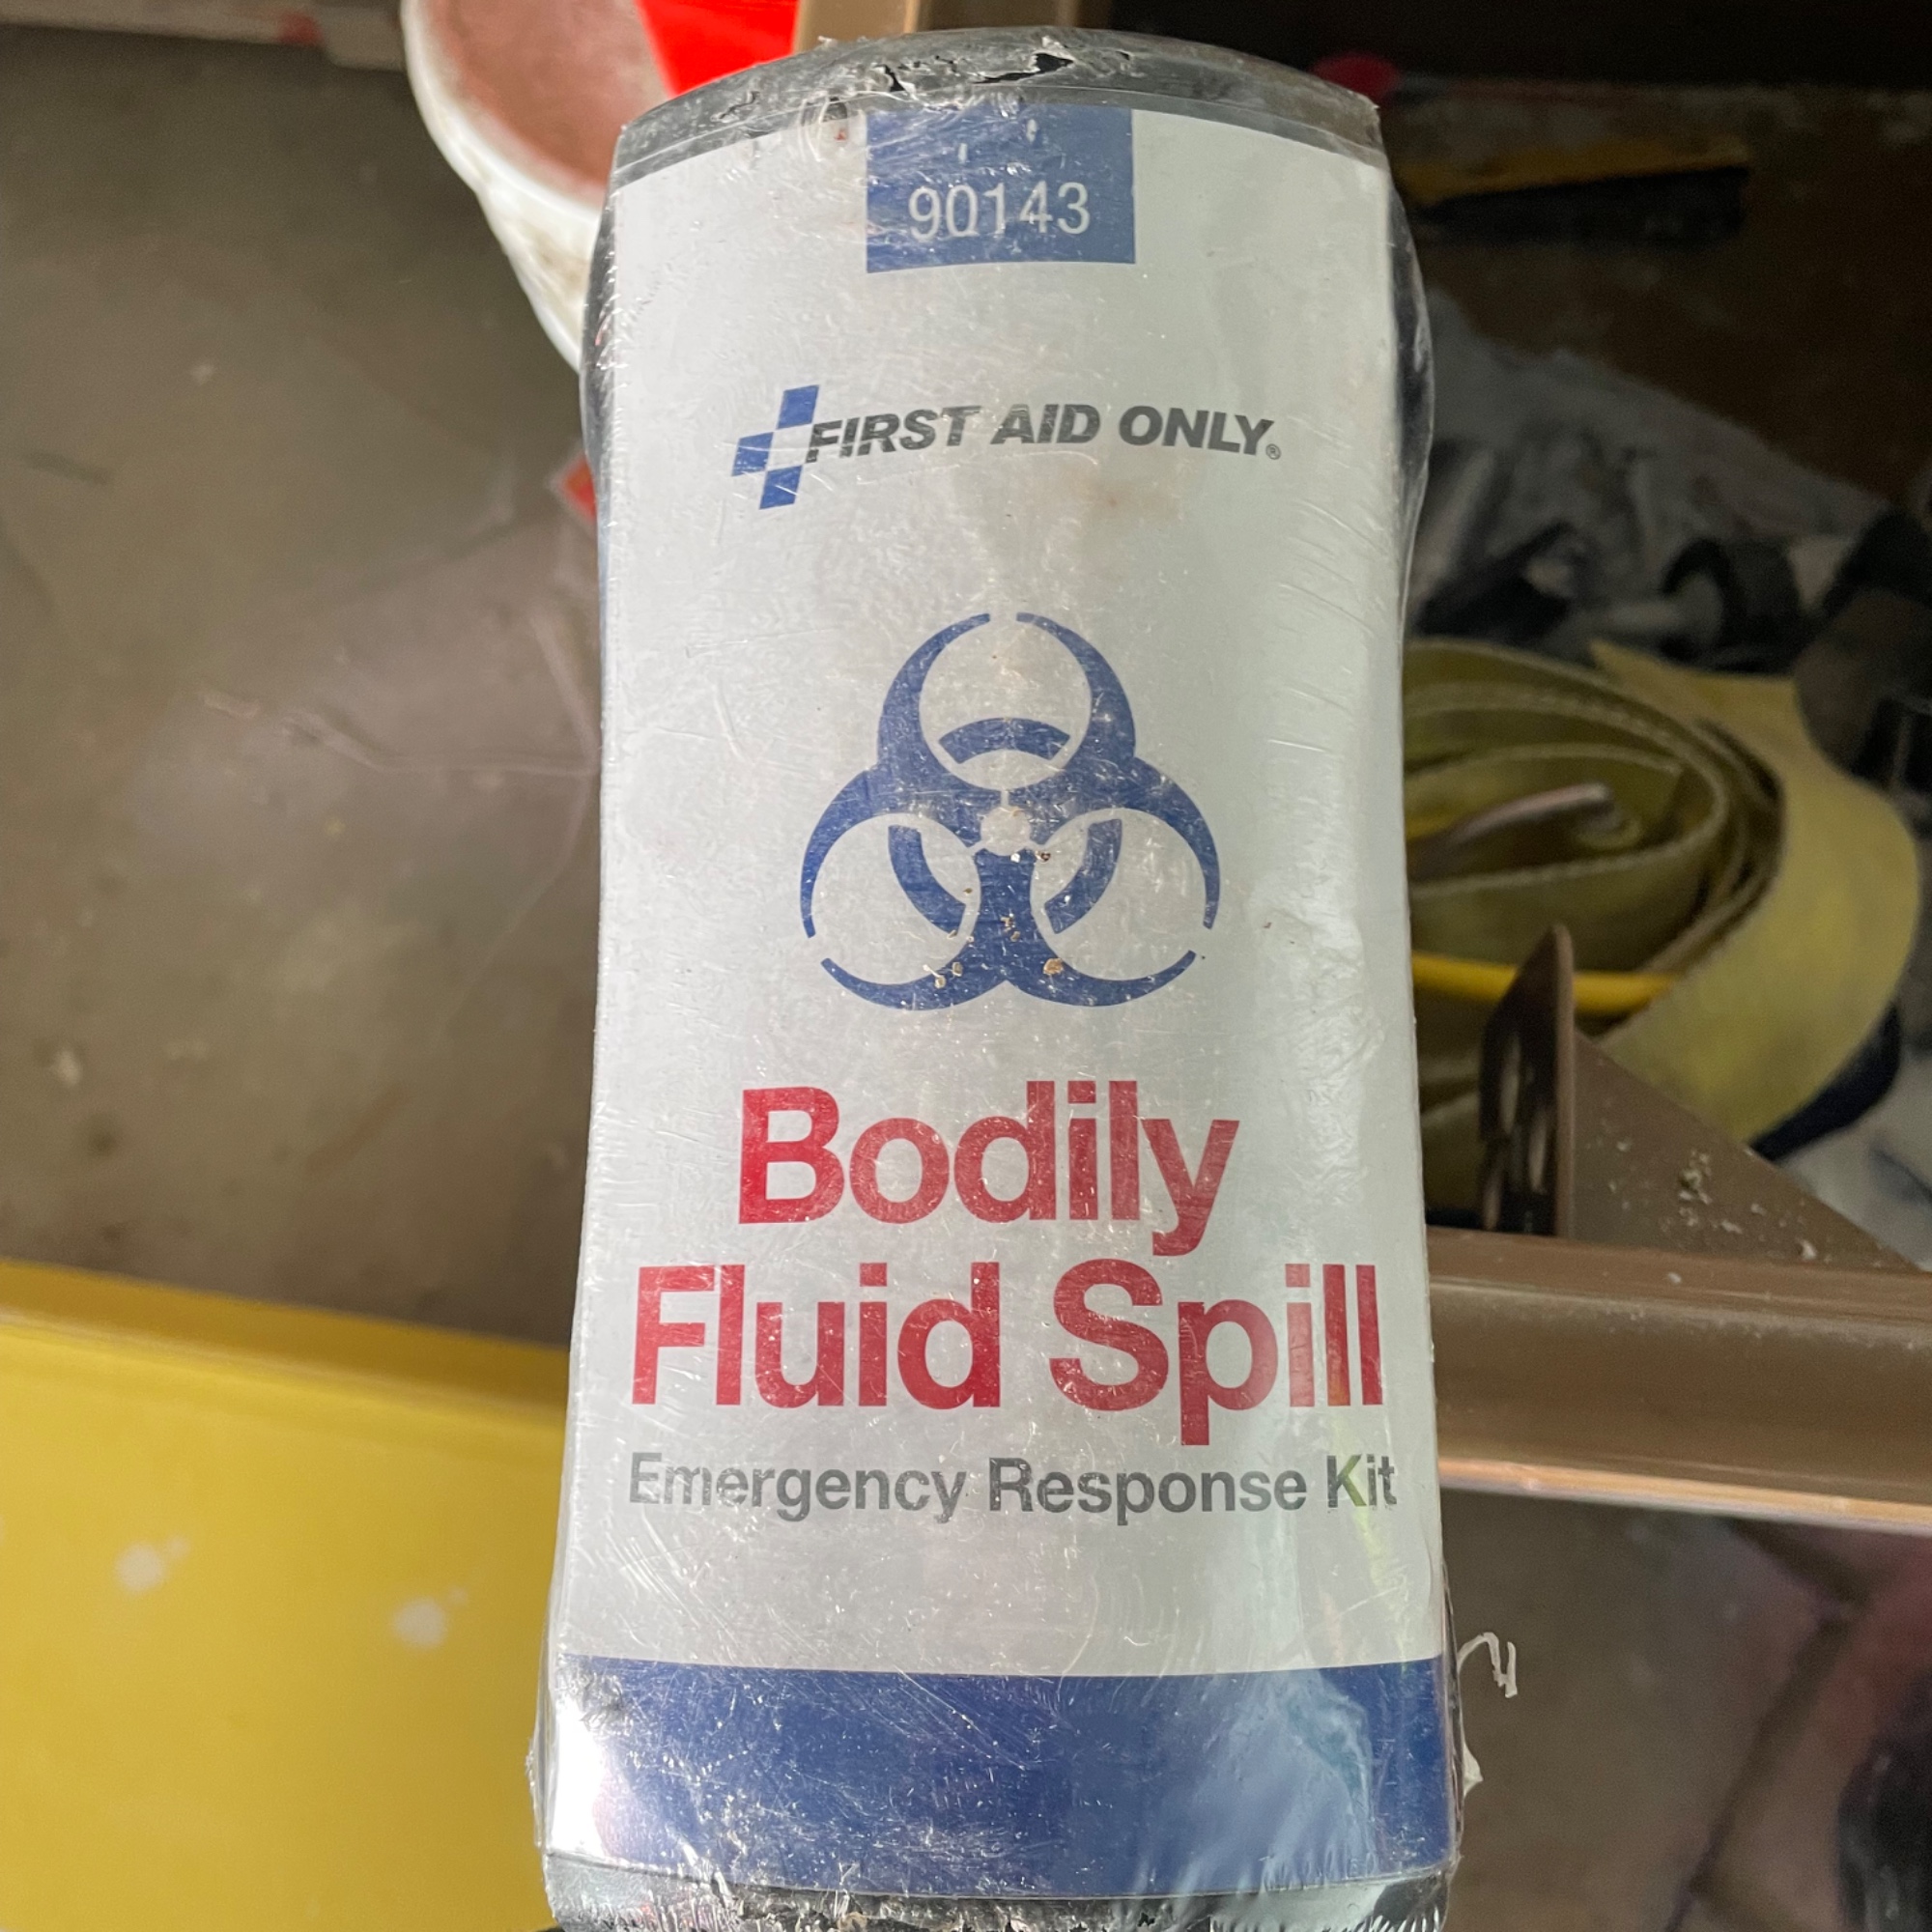 90143
FIRST AID ONLY®
Bodily
Fluid Spill
Emergency Response Kit